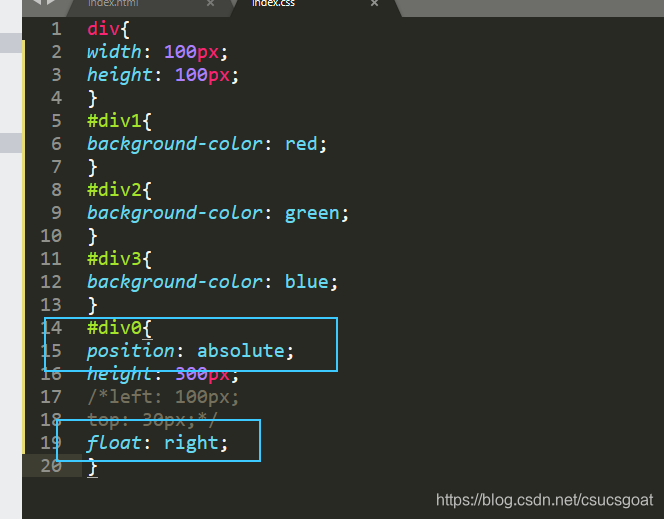 index.html × index.css ×
1 div{
2 width: 100px;
3 height: 100px;
4 }
5 #div1{
6 background-color: red;
7 }
8 #div2{
9 background-color: green;
10 }
11 #div3{
12 background-color: blue;
13 }
14 #div0{
15 position: absolute;
16 height: 300px;
17 /*left: 100px;
18 top: 30px;*/
19 float: right;
20 }
https://blog.csdn.net/csucsgoat